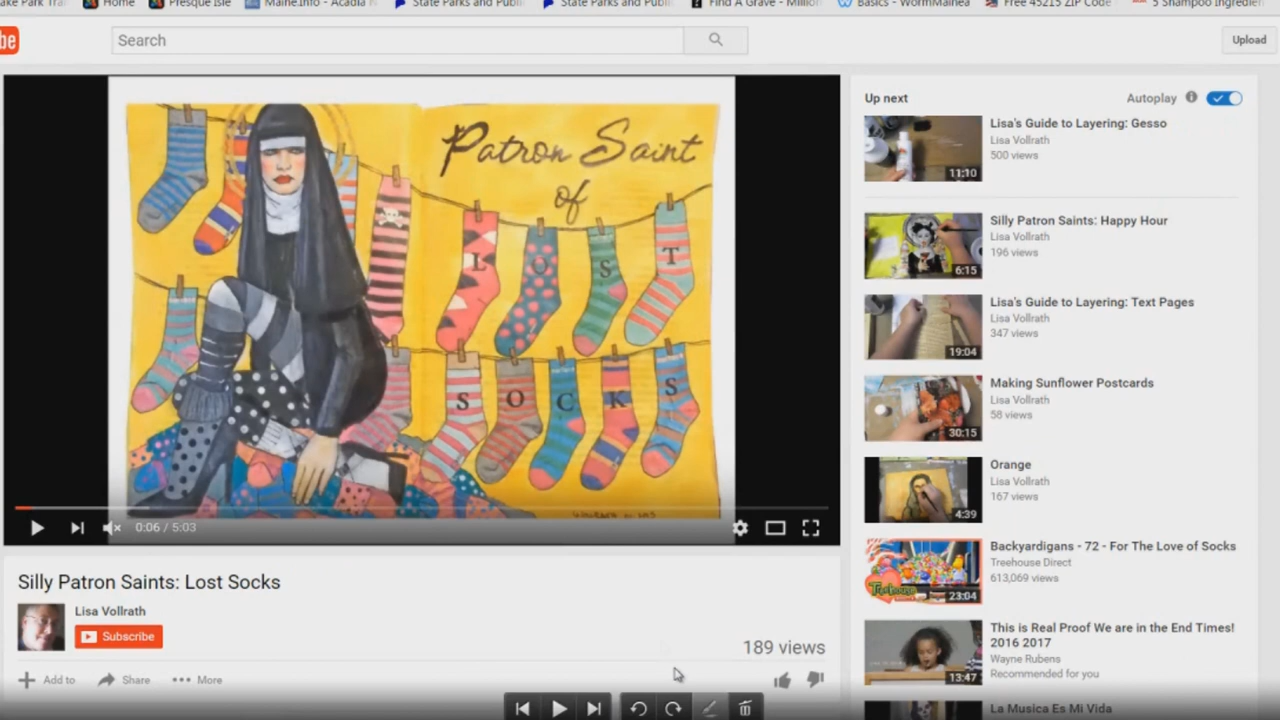 Home
Presque Isle
Maine.Info - Acadia
State Parks and Publi
State Parks and Publi
Find A Grave - Million
Basics - WormMainea
Free 45215 ZIP Code
5 Shampoo Ingredien
be
Search
Upload
Patron Saint
of
L O S T
S O C K S
0:06 / 5:03
Silly Patron Saints: Lost Socks
Lisa Vollrath
Subscribe
189 views
Add to
Share
More
Up next
Autoplay
Lisa's Guide to Layering: Gesso
Lisa Vollrath
500 views
11:10
Silly Patron Saints: Happy Hour
Lisa Vollrath
196 views
6:15
Lisa's Guide to Layering: Text Pages
Lisa Vollrath
347 views
19:04
Making Sunflower Postcards
Lisa Vollrath
58 views
30:15
Orange
Lisa Vollrath
167 views
4:39
Backyardigans - 72 - For The Love of Socks
Treehouse Direct
613,069 views
Treehouse
23:04
This is Real Proof We are in the End Times!
2016 2017
Wayne Rubens
Recommended for you
13:47
La Musica Es Mi Vida